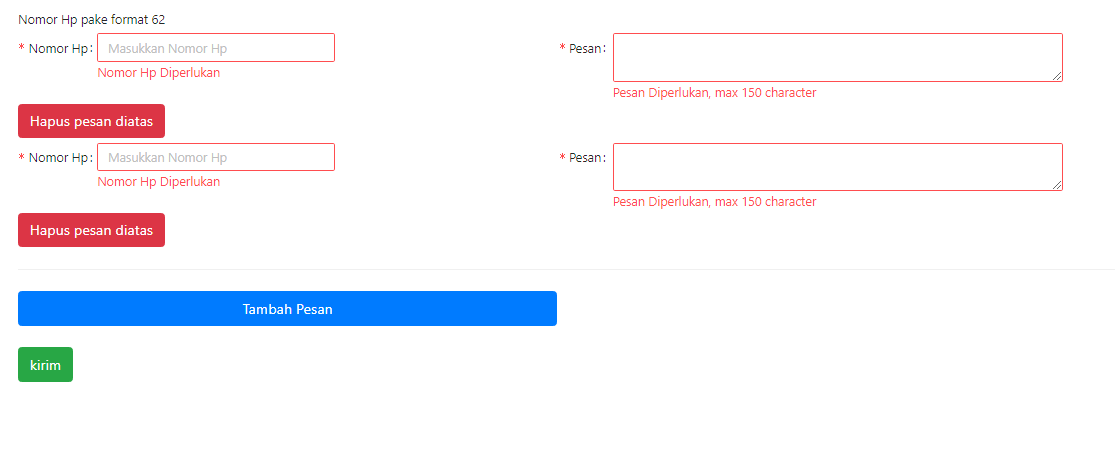 Nomor Hp pake format 62
* Nomor Hp: Masukkan Nomor Hp * Pesan:
Nomor Hp Diperlukan
Pesan Diperlukan, max 150 character
Hapus pesan diatas
* Nomor Hp: Masukkan Nomor Hp * Pesan:
Nomor Hp Diperlukan
Pesan Diperlukan, max 150 character
Hapus pesan diatas
Tambah Pesan
kirim